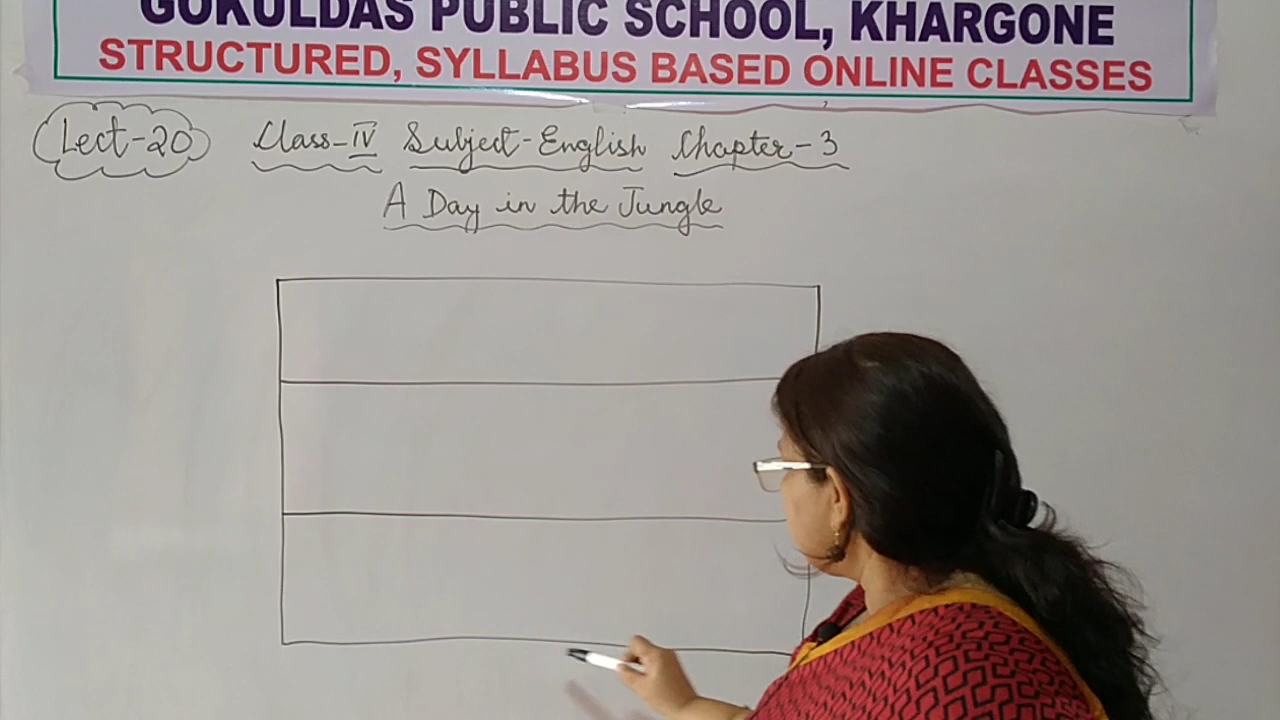 GOKULDAS PUBLIC SCHOOL, KHARGONE
STRUCTURED, SYLLABUS BASED ONLINE CLASSES
Lect-20 Class-IV Subject-English Chapter-3
A Day in the Jungle